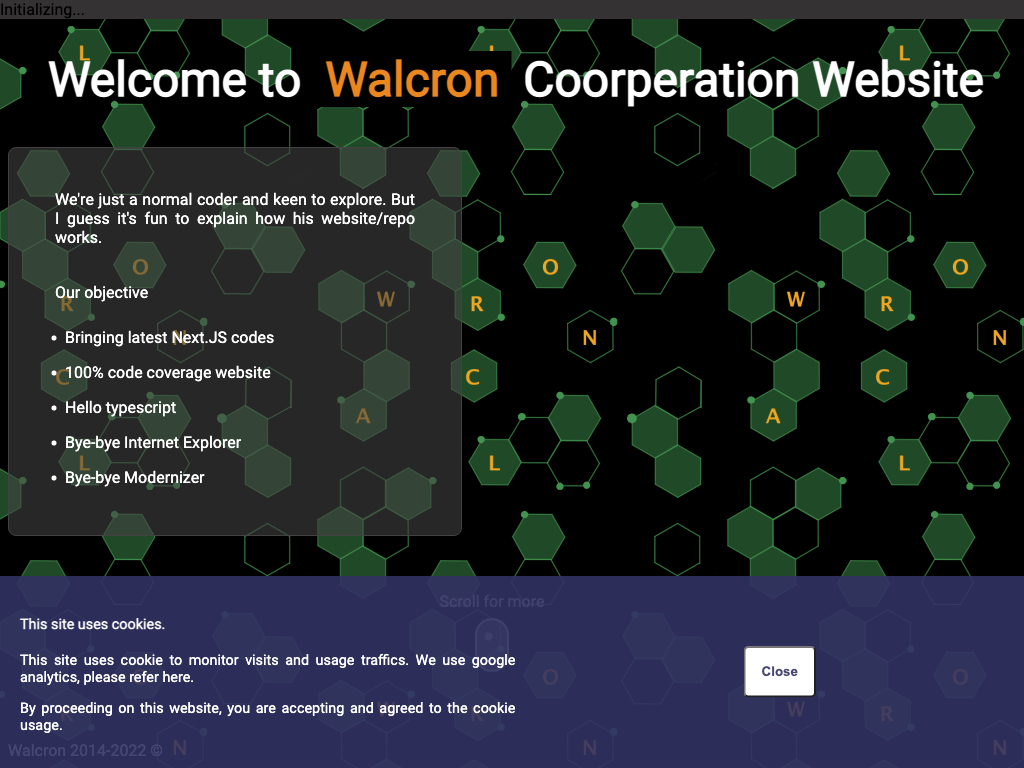 Initializing...
Welcome to Walcron Coorperation Website
We're just a normal coder and keen to explore. But
I guess it's fun to explain how his website/repo
works.
Our objective
Bringing latest Next.JS codes
100% code coverage website
Hello typescript
Bye-bye Internet Explorer
Bye-bye Modernizer
Scroll for more
This site uses cookies.
This site uses cookie to monitor visits and usage traffics. We use google
analytics, please refer here.
By proceeding on this website, you are accepting and agreed to the cookie
usage.
Close
Walcron 2014-2022 ©